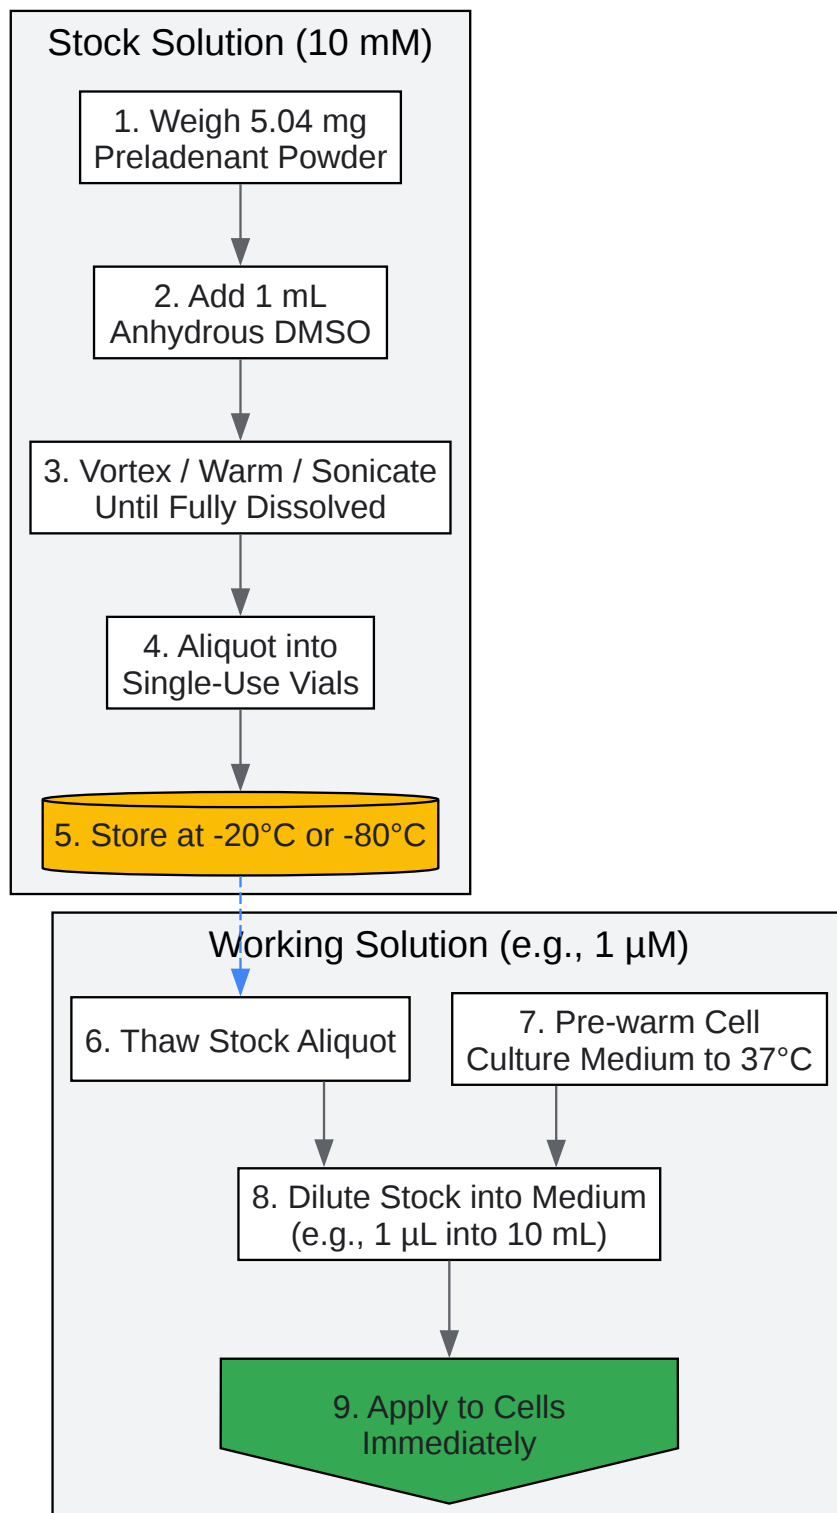 Stock Solution (10 mM)
1. Weigh 5.04 mg
Preladenant Powder
2. Add 1 mL
Anhydrous DMSO
3. Vortex / Warm / Sonicate
Until Fully Dissolved
4. Aliquot into
Single-Use Vials
5. Store at -20°C or -80°C
Working Solution (e.g., 1 µM)
6. Thaw Stock Aliquot
7. Pre-warm Cell
Culture Medium to 37°C
8. Dilute Stock into Medium
(e.g., 1 µL into 10 mL)
9. Apply to Cells
Immediately